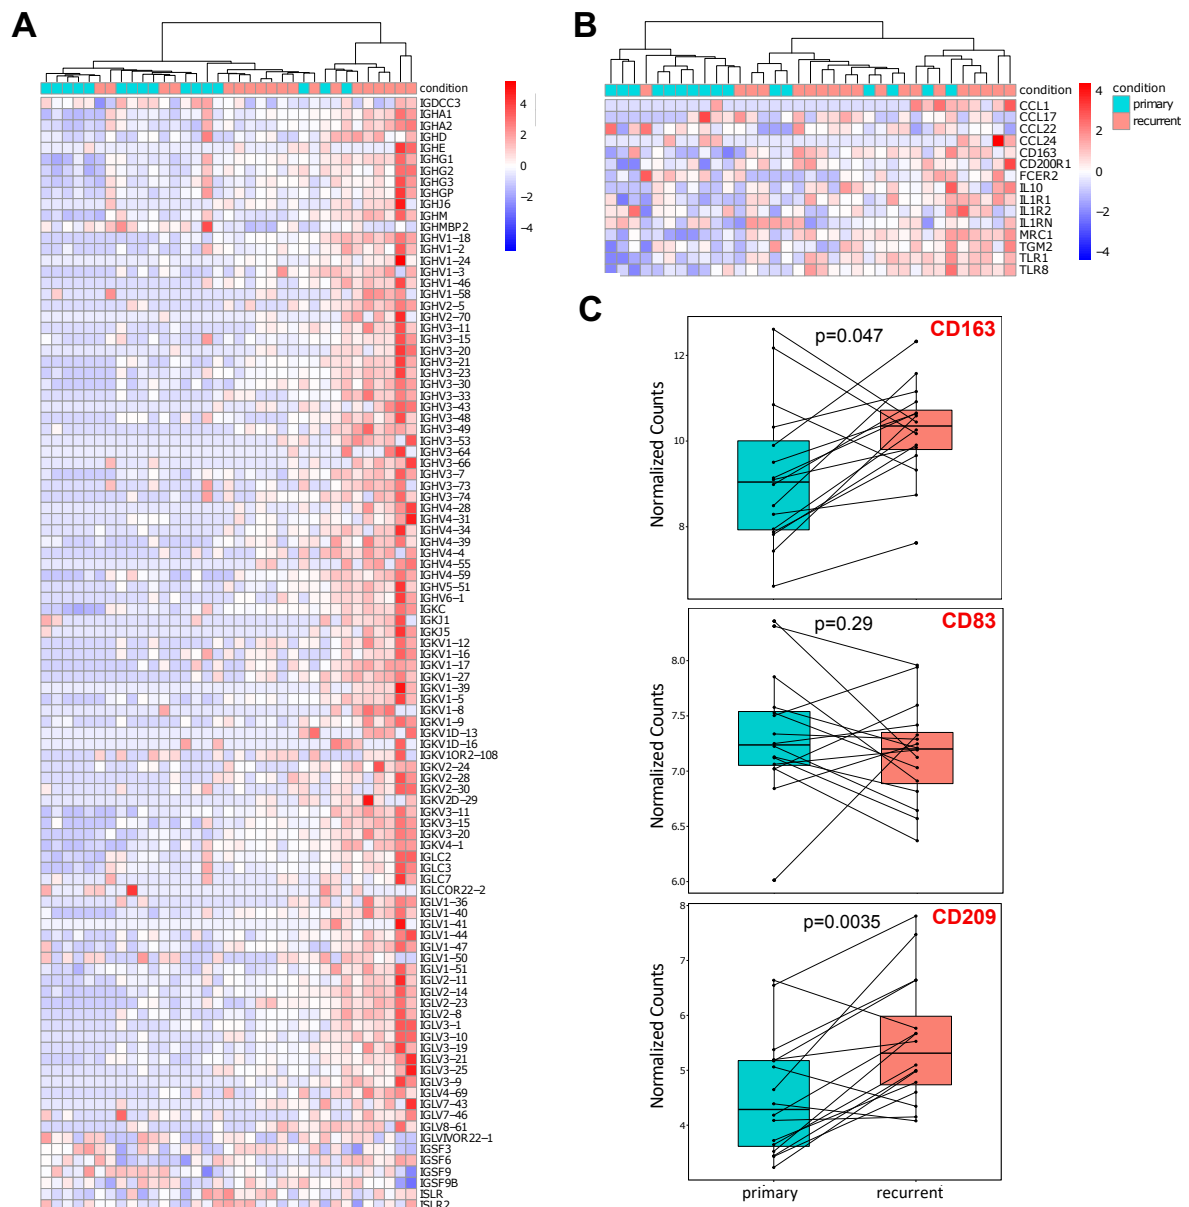 A
condition
IGDCC3
IGHA1
IGHA2
IGHD
IGHE
IGHG1
IGHG2
IGHG3
IGHGP
IGHJ6
IGHM
IGHMBP2
IGHV1−18
IGHV1−2
IGHV1−24
IGHV1−3
IGHV1−46
IGHV1−58
IGHV2−5
IGHV2−70
IGHV3−11
IGHV3−15
IGHV3−20
IGHV3−21
IGHV3−23
IGHV3−30
IGHV3−33
IGHV3−43
IGHV3−48
IGHV3−49
IGHV3−53
IGHV3−64
IGHV3−66
IGHV3−7
IGHV3−73
IGHV3−74
IGHV4−28
IGHV4−31
IGHV4−34
IGHV4−39
IGHV4−4
IGHV4−55
IGHV4−59
IGHV5−51
IGHV6−1
IGKC
IGKJ1
IGKJ5
IGKV1−12
IGKV1−16
IGKV1−17
IGKV1−27
IGKV1−39
IGKV1−5
IGKV1−8
IGKV1−9
IGKV1D−13
IGKV1D−16
IGKV1OR2−108
IGKV2−24
IGKV2−28
IGKV2−30
IGKV2D−29
IGKV3−11
IGKV3−15
IGKV3−20
IGKV4−1
IGLC2
IGLC3
IGLC7
IGLCOR22−2
IGLV1−36
IGLV1−40
IGLV1−41
IGLV1−44
IGLV1−47
IGLV1−50
IGLV1−51
IGLV2−11
IGLV2−14
IGLV2−23
IGLV2−8
IGLV3−1
IGLV3−10
IGLV3−19
IGLV3−21
IGLV3−25
IGLV3−9
IGLV4−69
IGLV7−43
IGLV7−46
IGLV8−61
IGLVIVOR22−1
IGSF3
IGSF6
IGSF9
IGSF9B
ISLR
ISLR2
4
2
0
−2
−4
B
condition
CCL1
CCL17
CCL22
CCL24
CD163
CD200R1
FCER2
IL10
IL1R1
IL1R2
IL1RN
MRC1
TGM2
TLR1
TLR8
4
2
0
−2
−4
condition
primary
recurrent
C
CD163
p=0.047
Normalized Counts
12
10
8
CD83
p=0.29
Normalized Counts
8.0
7.5
7.0
6.5
6.0
CD209
p=0.0035
Normalized Counts
8
7
6
5
4
primary
recurrent